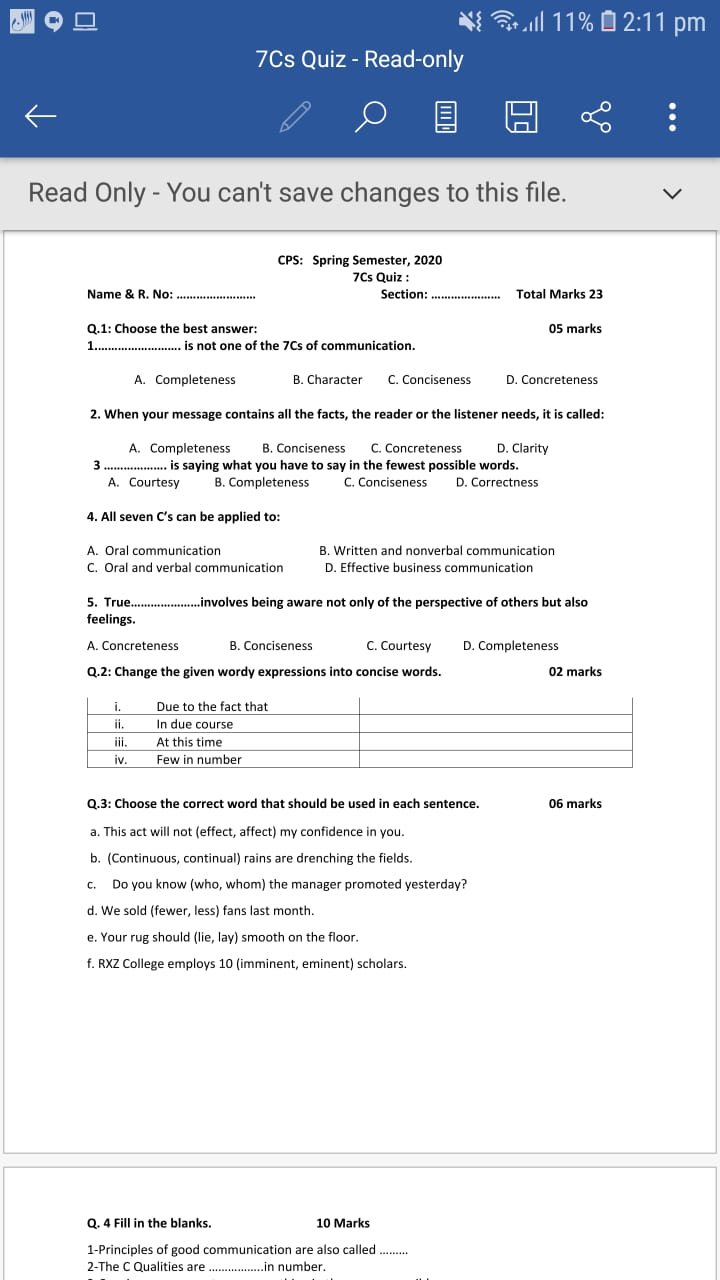 11% 2:11 pm
7Cs Quiz - Read-only
Read Only - You can't save changes to this file.
CPS: Spring Semester, 2020
7Cs Quiz :
Name & R. No: ........................ Section: ..................... Total Marks 23
Q.1: Choose the best answer: 05 marks
1.......................... is not one of the 7Cs of communication.
A. Completeness B. Character C. Conciseness D. Concreteness
2. When your message contains all the facts, the reader or the listener needs, it is called:
A. Completeness B. Conciseness C. Concreteness D. Clarity
3 ................... is saying what you have to say in the fewest possible words.
A. Courtesy B. Completeness C. Conciseness D. Correctness
4. All seven C's can be applied to:
A. Oral communication B. Written and nonverbal communication
C. Oral and verbal communication D. Effective business communication
5. True.....................involves being aware not only of the perspective of others but also
feelings.
A. Concreteness B. Conciseness C. Courtesy D. Completeness
Q.2: Change the given wordy expressions into concise words. 02 marks
i. Due to the fact that
ii. In due course
iii. At this time
iv. Few in number
Q.3: Choose the correct word that should be used in each sentence. 06 marks
a. This act will not (effect, affect) my confidence in you.
b. (Continuous, continual) rains are drenching the fields.
c. Do you know (who, whom) the manager promoted yesterday?
d. We sold (fewer, less) fans last month.
e. Your rug should (lie, lay) smooth on the floor.
f. RXZ College employs 10 (imminent, eminent) scholars.
Q. 4 Fill in the blanks. 10 Marks
1-Principles of good communication are also called .........
2-The C Qualities are .................in number.